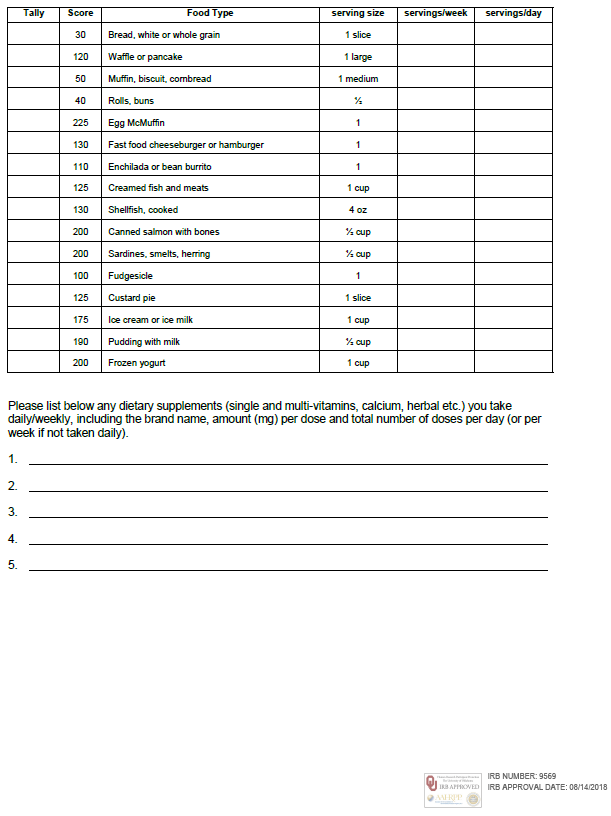 Tally Score Food Type serving size servings/week servings/day
30 Bread, white or whole grain 1 slice
120 Waffle or pancake 1 large
50 Muffin, biscuit, cornbread 1 medium
40 Rolls, buns ½
225 Egg McMuffin 1
130 Fast food cheeseburger or hamburger 1
110 Enchilada or bean burrito 1
125 Creamed fish and meats 1 cup
130 Shellfish, cooked 4 oz
200 Canned salmon with bones ½ cup
200 Sardines, smelts, herring ½ cup
100 Fudgesicle 1
125 Custard pie 1 slice
175 Ice cream or ice milk 1 cup
190 Pudding with milk ½ cup
200 Frozen yogurt 1 cup
Please list below any dietary supplements (single and multi-vitamins, calcium, herbal etc.) you take
daily/weekly, including the brand name, amount (mg) per dose and total number of doses per day (or per
week if not taken daily).
1.
2.
3.
4.
5.
IRB APPROVED
AAHRPP
IRB NUMBER: 9569
IRB APPROVAL DATE: 08/14/2018